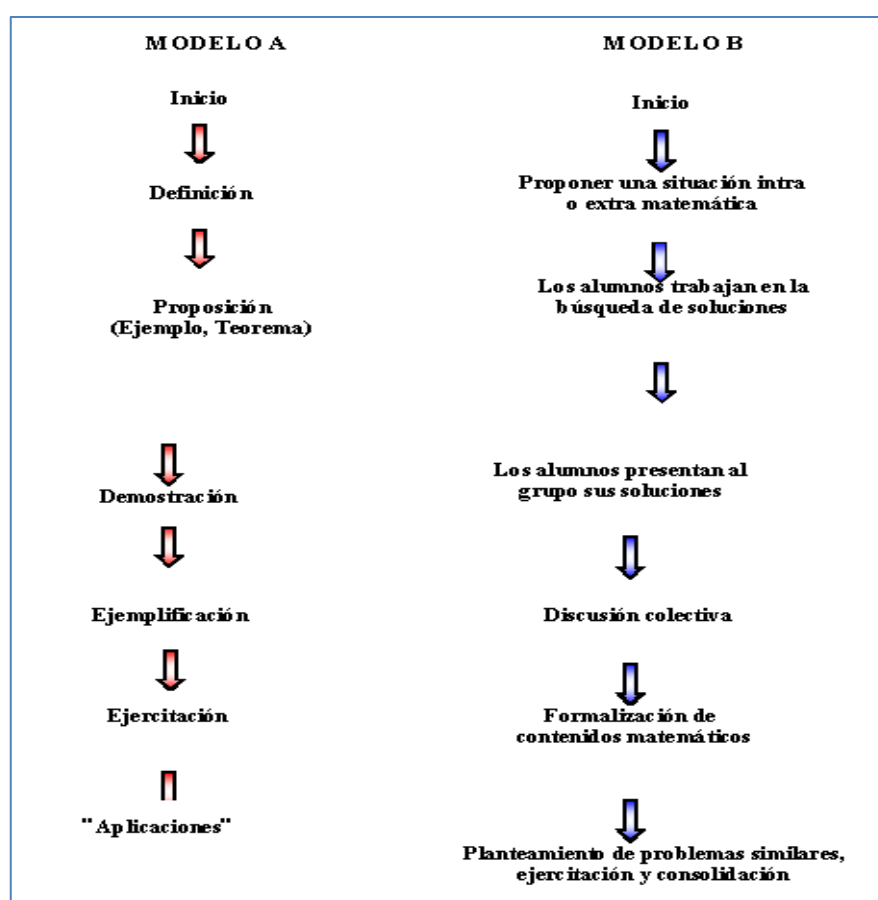 MODELO A
Inicio
Definición
Proposición
(Ejemplo, Teorema)
Demostración
Ejemplificación
Ejercitación
"Aplicaciones"
MODELO B
Inicio
Proponer una situación intra
o extra matemática
Los alumnos trabajan en la
búsqueda de soluciones
Los alumnos presentan al
grupo sus soluciones
Discusión colectiva
Formalización de
contenidos matemáticos
Planteamiento de problemas similares,
ejercitación y consolidación